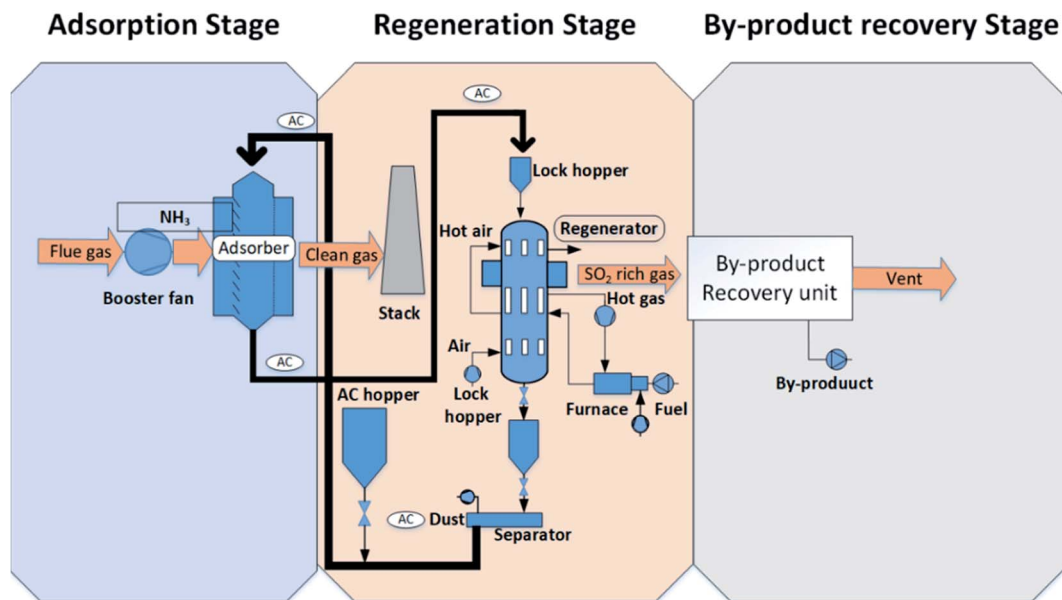 Adsorption Stage
Regeneration Stage
By-product recovery Stage
AC
AC
Lock hopper
NH₃
Hot air
Regenerator
Flue gas
Adsorber
Clean gas
SO₂ rich gas
By-product
Recovery unit
Vent
Booster fan
Stack
Hot gas
Air
AC
Lock
hopper
AC hopper
Furnace
Fuel
By-produuct
AC
Dust
Separator